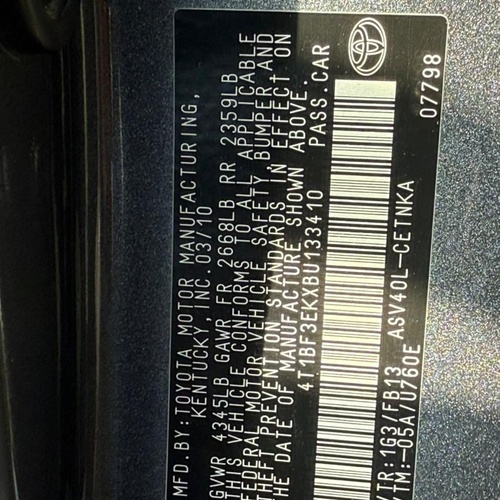 MFD. BY: TOYOTA MOTOR MANUFACTURING,
KENTUCKY, INC. 03/10
GVWR 4345LB GAWR FR 2668LB RR 2359LB
THIS VEHICLE CONFORMS TO ALL APPLICABLE
FEDERAL MOTOR VEHICLE SAFETY, BUMPER AND
THEFT PREVENTION STANDARDS IN EFFECT ON
THE DATE OF MANUFACTURE SHOWN ABOVE.
4T1BF3EKXBU133410 PASS. CAR
/TR: 1G3/FB13 ASV40L-CETNKA
TM:-05A/U760E
07798